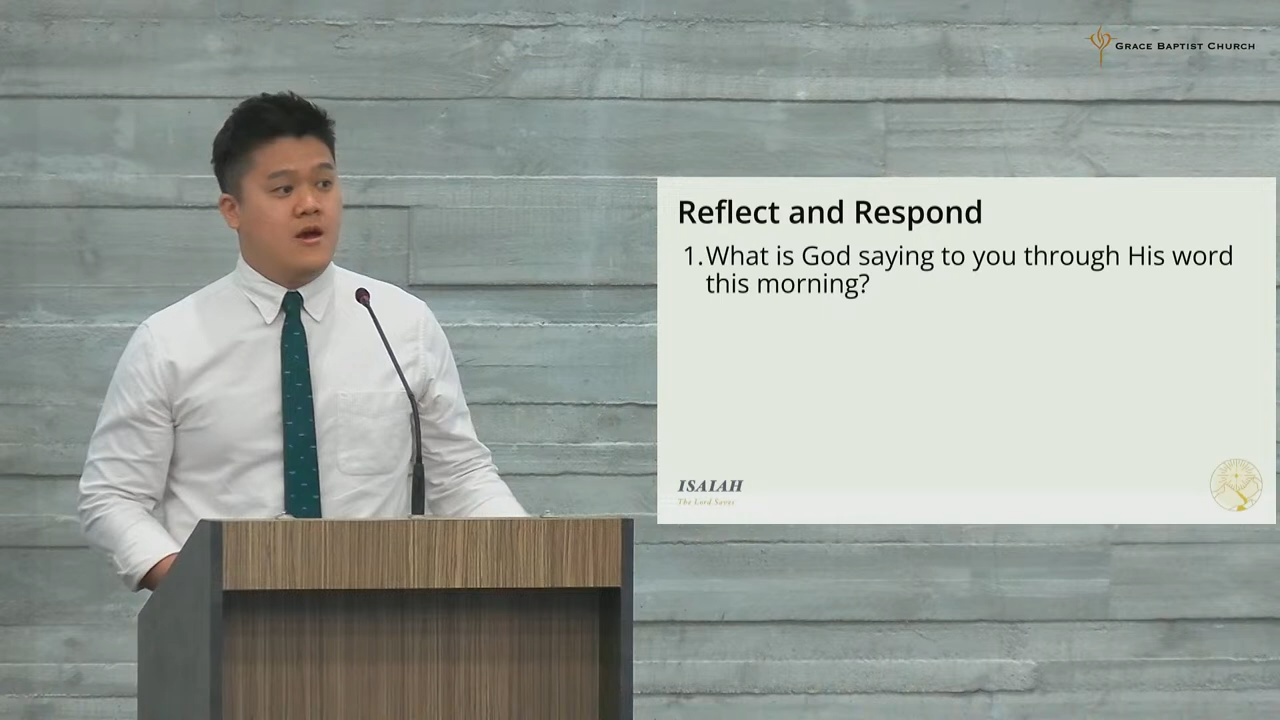 GRACE BAPTIST CHURCH
Reflect and Respond
1. What is God saying to you through His word
this morning?
ISAIAH
The Lord Saves